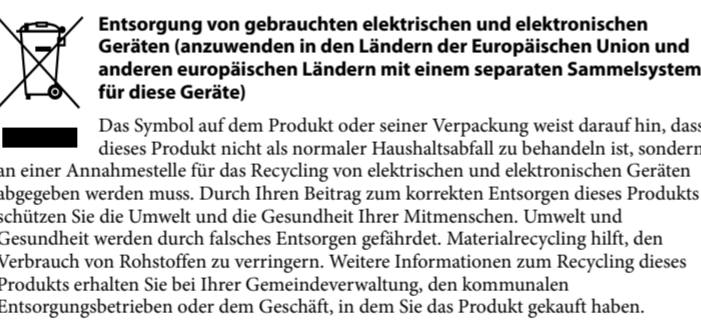 Entsorgung von gebrauchten elektrischen und elektronischen
Geräten (anzuwenden in den Ländern der Europäischen Union und
anderen europäischen Ländern mit einem separaten Sammelsystem
für diese Geräte)
Das Symbol auf dem Produkt oder seiner Verpackung weist darauf hin, dass
dieses Produkt nicht als normaler Haushaltsabfall zu behandeln ist, sondern
an einer Annahmestelle für das Recycling von elektrischen und elektronischen Geräten
abgegeben werden muss. Durch Ihren Beitrag zum korrekten Entsorgen dieses Produkts
schützen Sie die Umwelt und die Gesundheit Ihrer Mitmenschen. Umwelt und
Gesundheit werden durch falsches Entsorgen gefährdet. Materialrecycling hilft, den
Verbrauch von Rohstoffen zu verringern. Weitere Informationen zum Recycling dieses
Produkts erhalten Sie bei Ihrer Gemeindeverwaltung, den kommunalen
Entsorgungsbetrieben oder dem Geschäft, in dem Sie das Produkt gekauft haben.